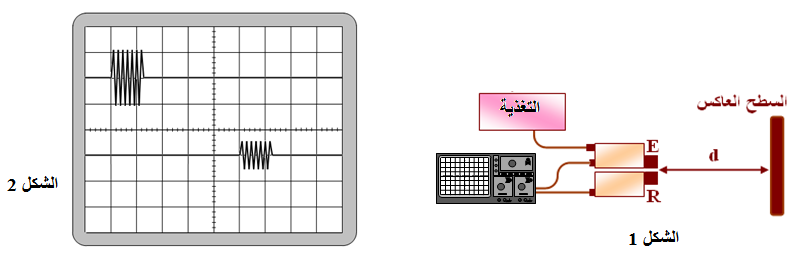 التغذية
السطح العاكس
E
d
R
الشكل 2
الشكل 1